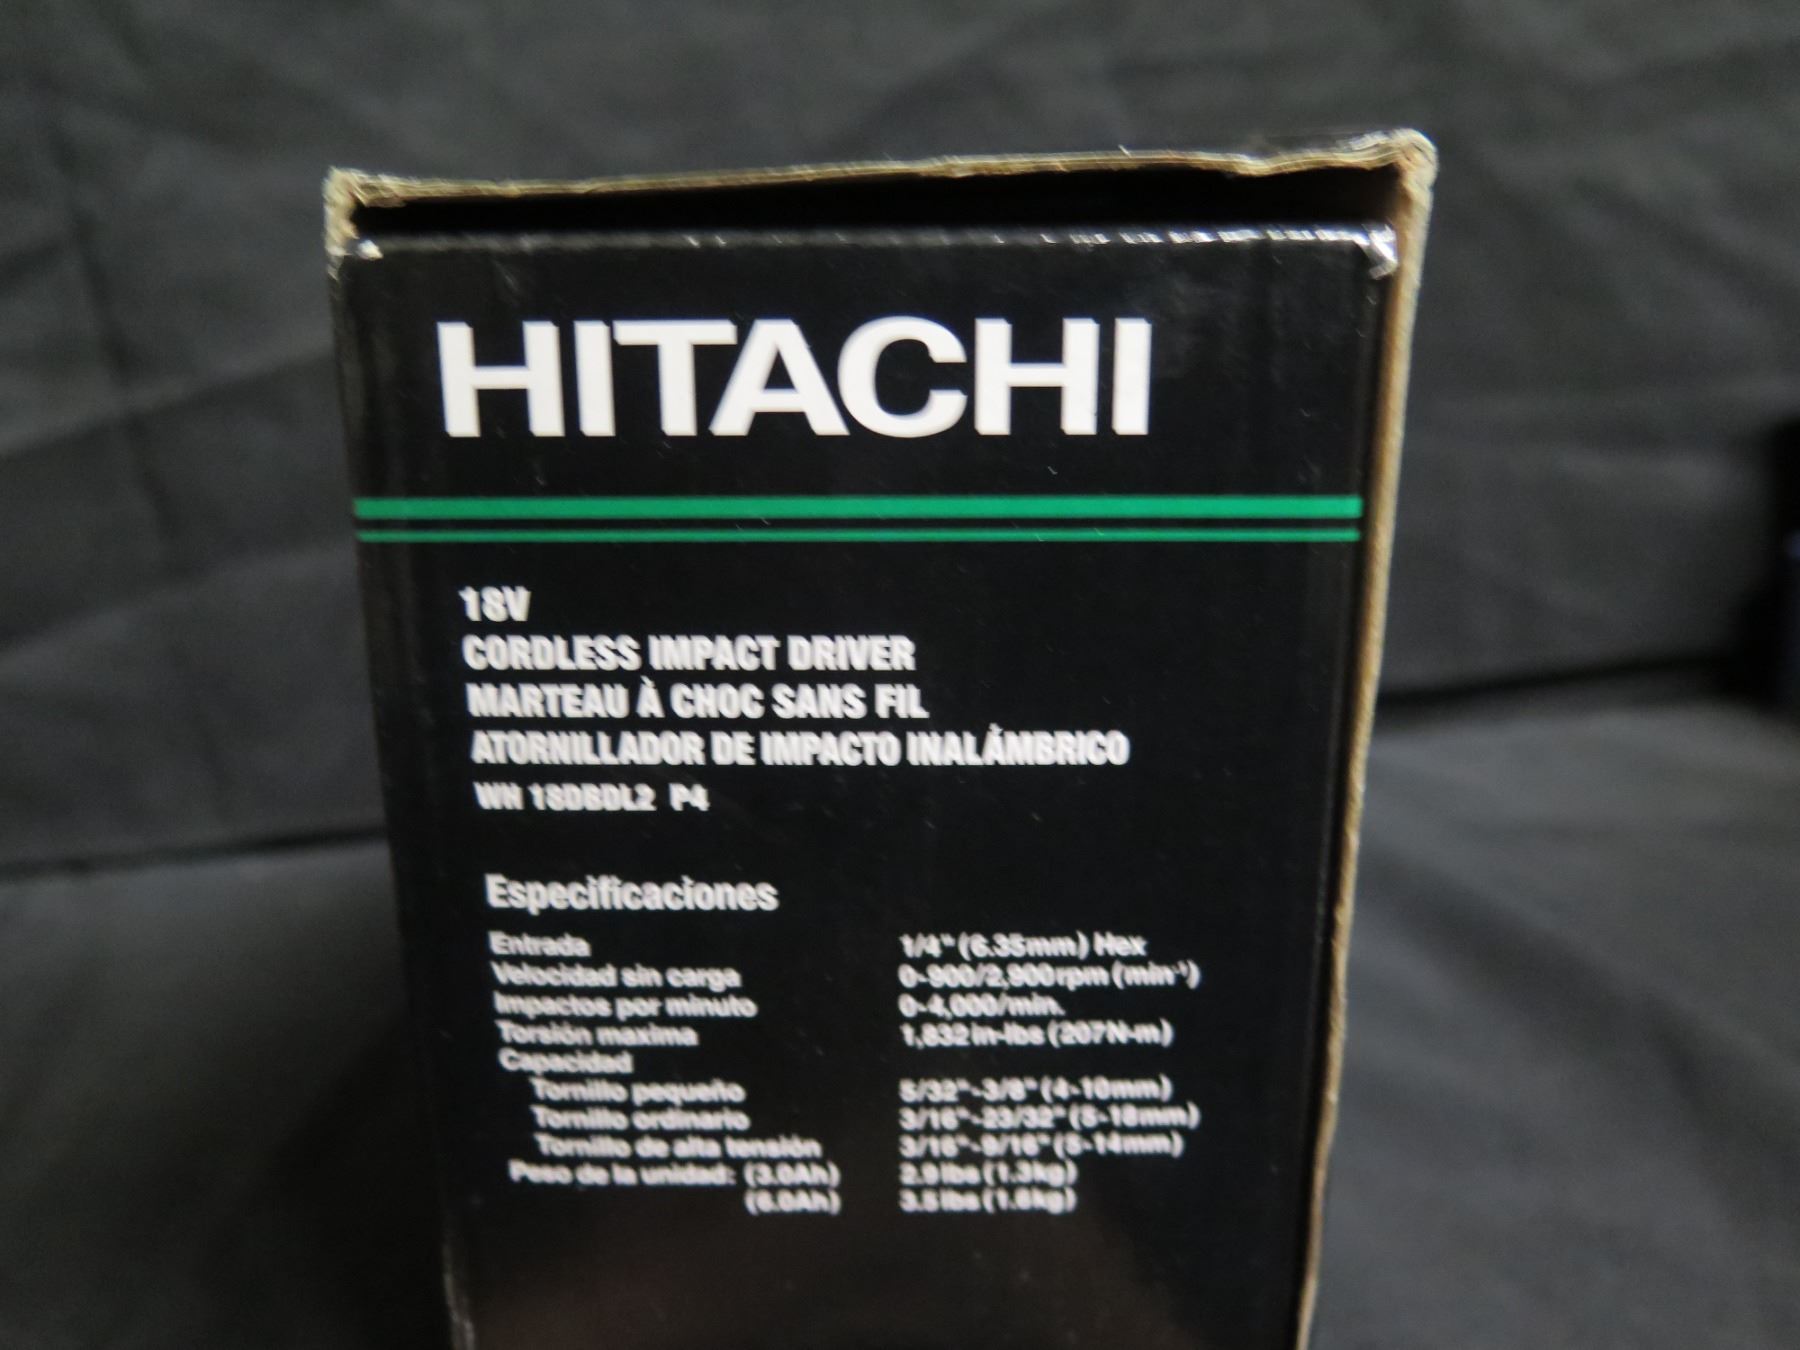 HITACHI
18V
CORDLESS IMPACT DRIVER
MARTEAU À CHOC SANS FIL
ATORNILLADOR DE IMPACTO INALÁMBRICO
WH 18DBDL2 P4
Especificaciones
Entrada 1/4" (6.35mm) Hex
Velocidad sin carga 0-900/2,900rpm (min⁻¹)
Impactos por minuto 0-4,000/min.
Torsión maxima 1,832 in-lbs (207N-m)
Capacidad
Tornillo pequeño 5/32"-3/8" (4-10mm)
Tornillo ordinario 3/16"-23/32" (5-18mm)
Tornillo de alta tensión 3/16"-9/16" (5-14mm)
Peso de la unidad: (3.0Ah) 2.9 lbs (1.3kg)
(6.0Ah) 3.5 lbs (1.6kg)